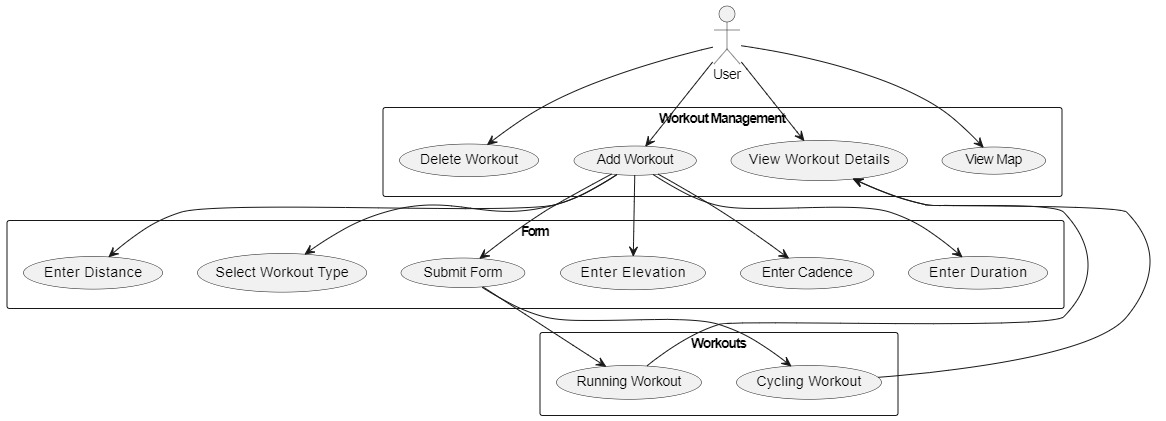 User
Workout Management
Delete Workout
Add Workout
View Workout Details
View Map
Form
Enter Distance
Select Workout Type
Submit Form
Enter Elevation
Enter Cadence
Enter Duration
Workouts
Running Workout
Cycling Workout